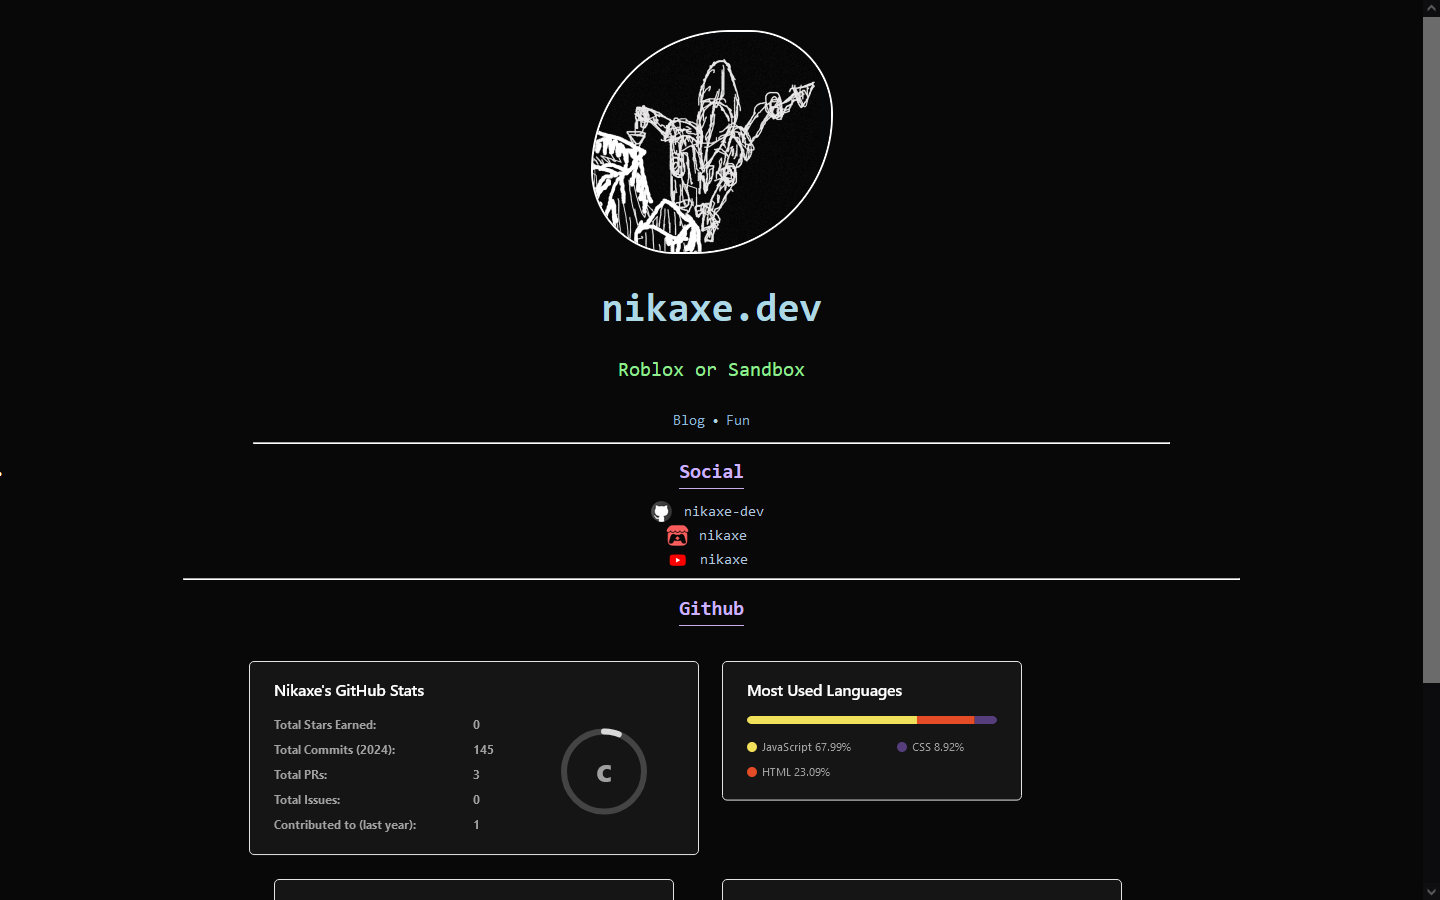 nikaxe.dev
Roblox or Sandbox
Blog • Fun
Social
nikaxe-dev
nikaxe
nikaxe
Github
Nikaxe's GitHub Stats
Total Stars Earned: 0
Total Commits (2024): 145
Total PRs: 3
Total Issues: 0
Contributed to (last year): 1
C
Most Used Languages
JavaScript 67.99%
CSS 8.92%
HTML 23.09%